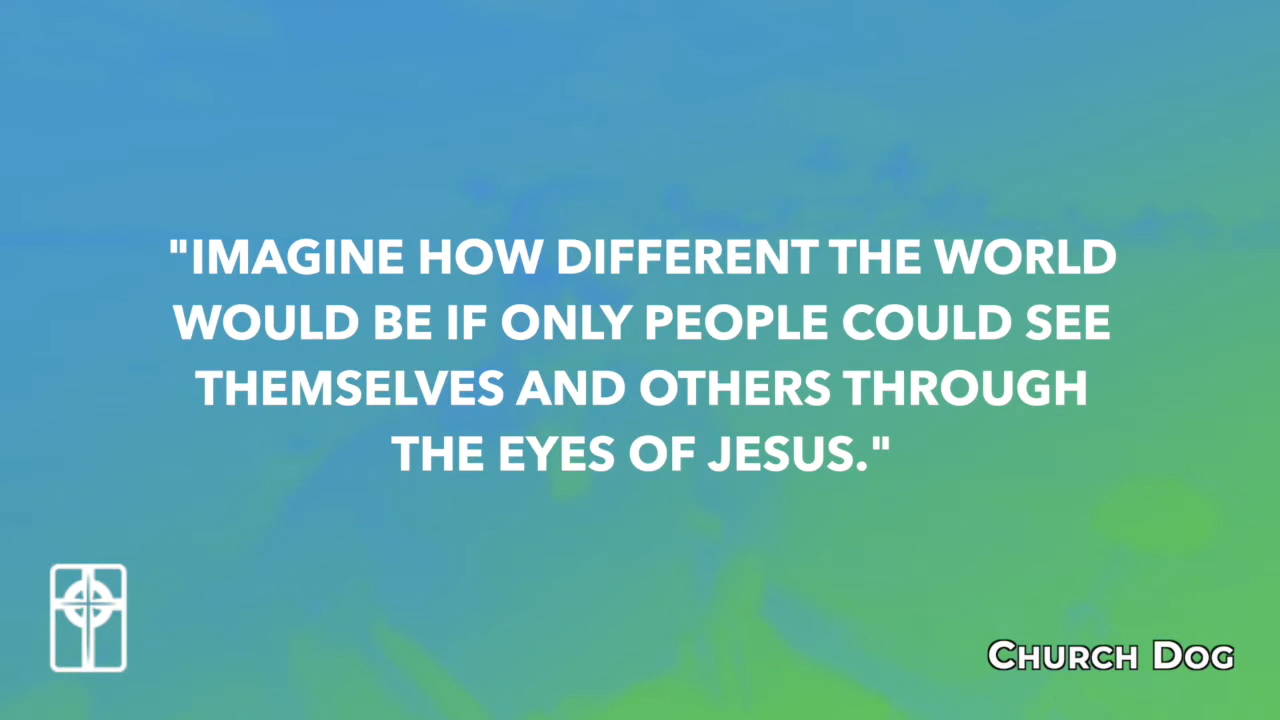 "IMAGINE HOW DIFFERENT THE WORLD
WOULD BE IF ONLY PEOPLE COULD SEE
THEMSELVES AND OTHERS THROUGH
THE EYES OF JESUS."
CHURCH DOG